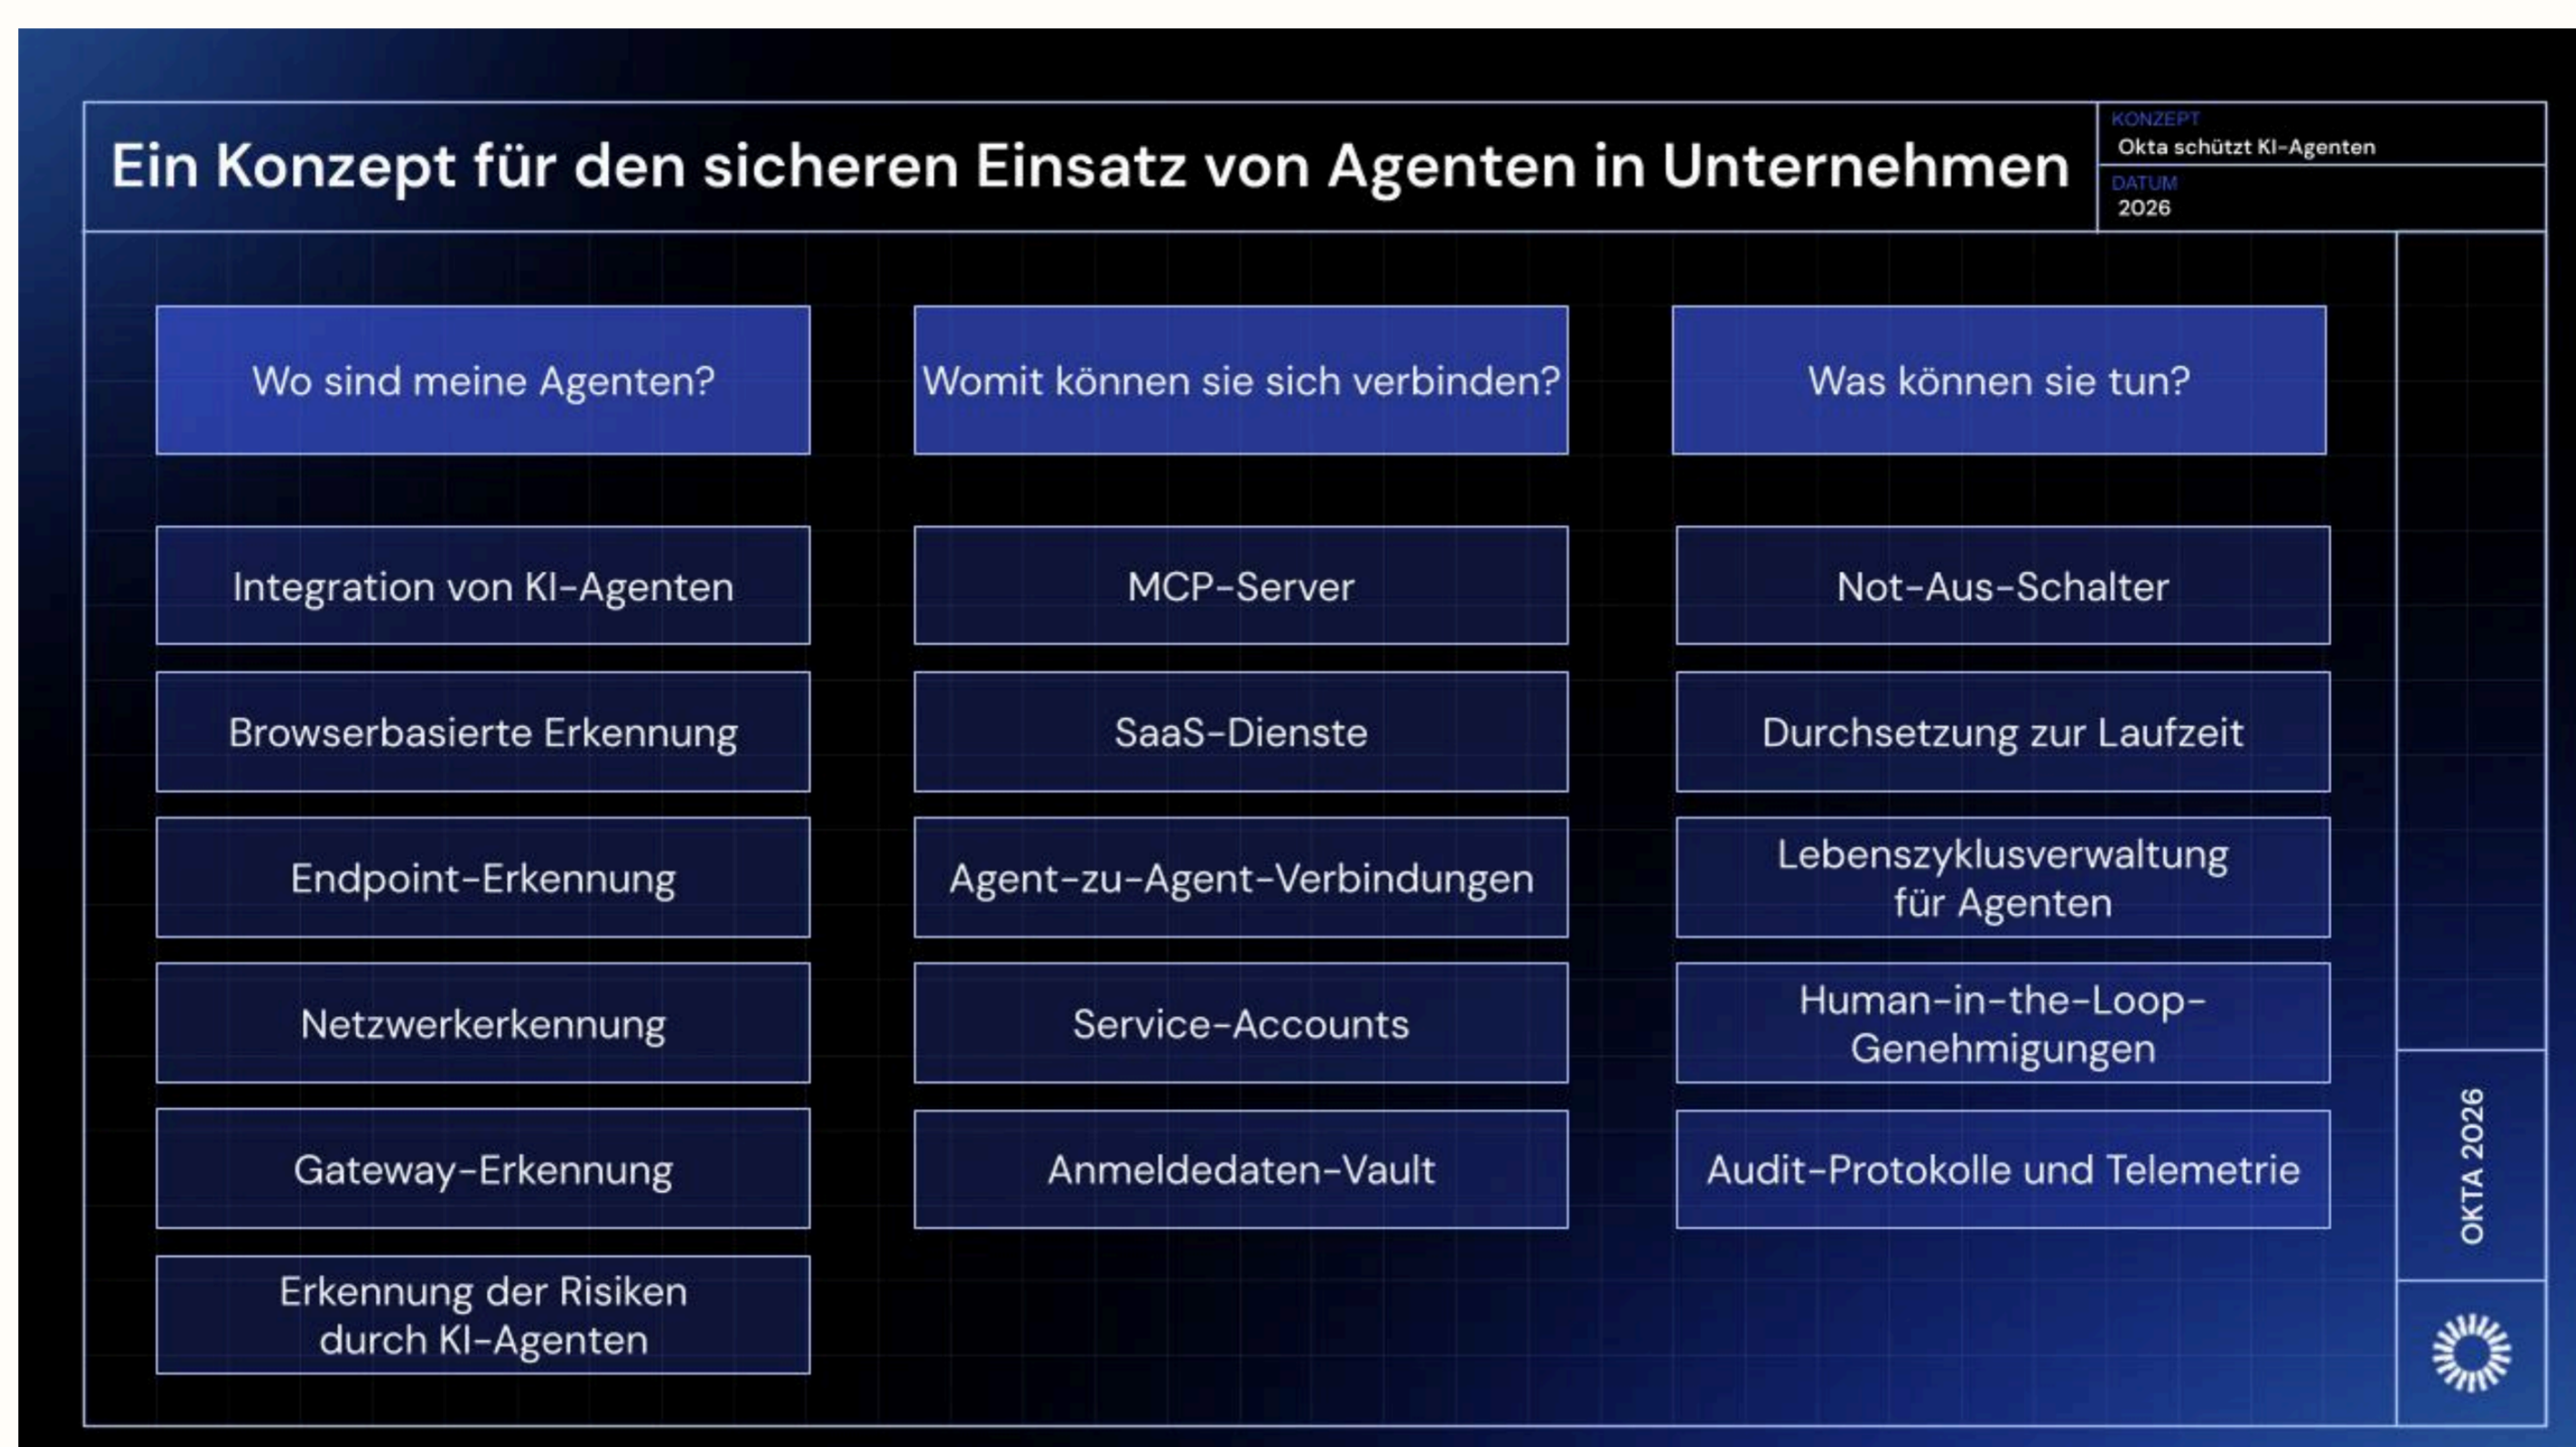 Ein Konzept für den sicheren Einsatz von Agenten in Unternehmen
KONZEPT
Okta schützt KI-Agenten
DATUM
2026
Wo sind meine Agenten?
Integration von KI-Agenten
Browserbasierte Erkennung
Endpoint-Erkennung
Netzwerkerkennung
Gateway-Erkennung
Erkennung der Risiken
durch KI-Agenten
Womit können sie sich verbinden?
MCP-Server
SaaS-Dienste
Agent-zu-Agent-Verbindungen
Service-Accounts
Anmeldedaten-Vault
Was können sie tun?
Not-Aus-Schalter
Durchsetzung zur Laufzeit
Lebenszyklusverwaltung
für Agenten
Human-in-the-Loop-
Genehmigungen
Audit-Protokolle und Telemetrie
OKTA 2026